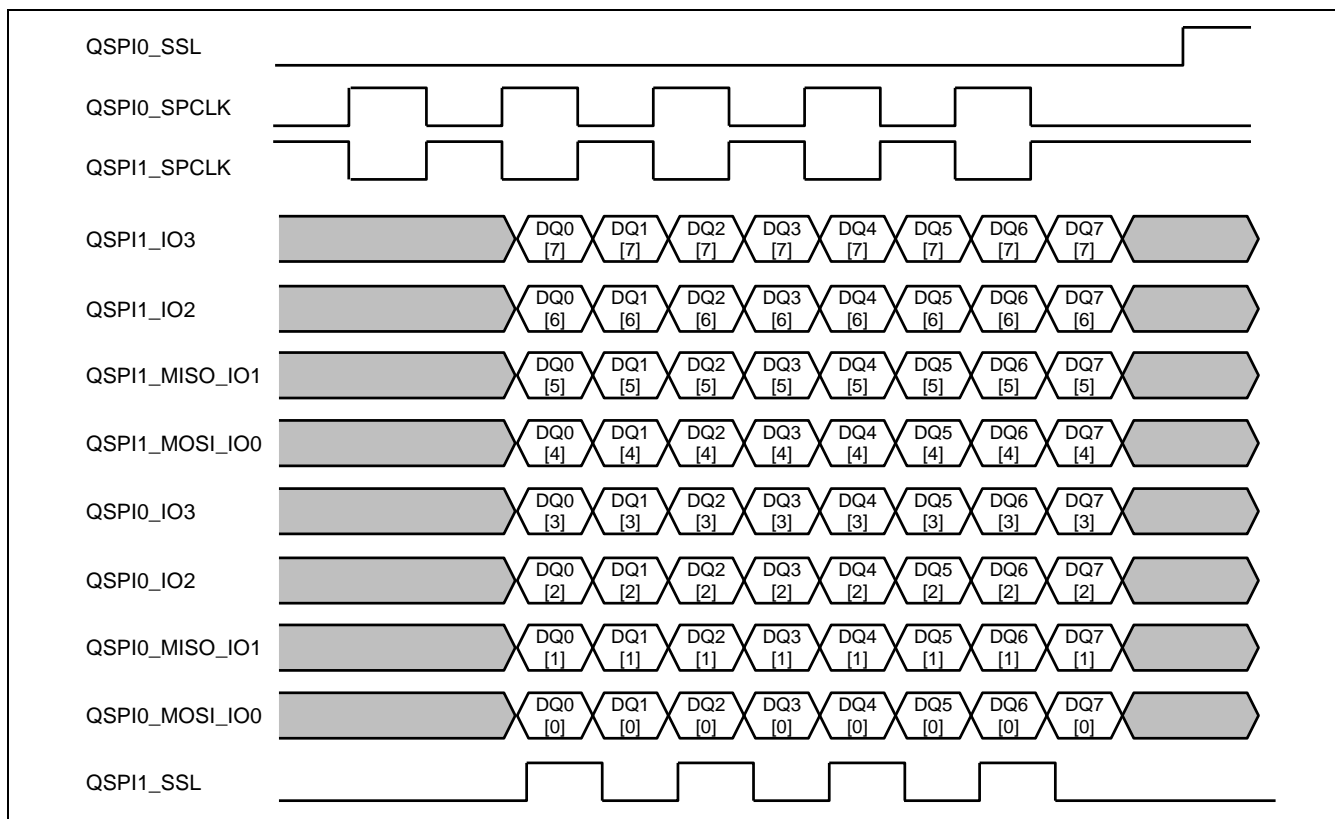 QSPI0_SSL
QSPI0_SPCLK
QSPI1_SPCLK
QSPI1_IO3
DQ0 DQ1 DQ2 DQ3 DQ4 DQ5 DQ6 DQ7
[7] [7] [7] [7] [7] [7] [7] [7]
QSPI1_IO2
DQ0 DQ1 DQ2 DQ3 DQ4 DQ5 DQ6 DQ7
[6] [6] [6] [6] [6] [6] [6] [6]
QSPI1_MISO_IO1
DQ0 DQ1 DQ2 DQ3 DQ4 DQ5 DQ6 DQ7
[5] [5] [5] [5] [5] [5] [5] [5]
QSPI1_MOSI_IO0
DQ0 DQ1 DQ2 DQ3 DQ4 DQ5 DQ6 DQ7
[4] [4] [4] [4] [4] [4] [4] [4]
QSPI0_IO3
DQ0 DQ1 DQ2 DQ3 DQ4 DQ5 DQ6 DQ7
[3] [3] [3] [3] [3] [3] [3] [3]
QSPI0_IO2
DQ0 DQ1 DQ2 DQ3 DQ4 DQ5 DQ6 DQ7
[2] [2] [2] [2] [2] [2] [2] [2]
QSPI0_MISO_IO1
DQ0 DQ1 DQ2 DQ3 DQ4 DQ5 DQ6 DQ7
[1] [1] [1] [1] [1] [1] [1] [1]
QSPI0_MOSI_IO0
DQ0 DQ1 DQ2 DQ3 DQ4 DQ5 DQ6 DQ7
[0] [0] [0] [0] [0] [0] [0] [0]
QSPI1_SSL